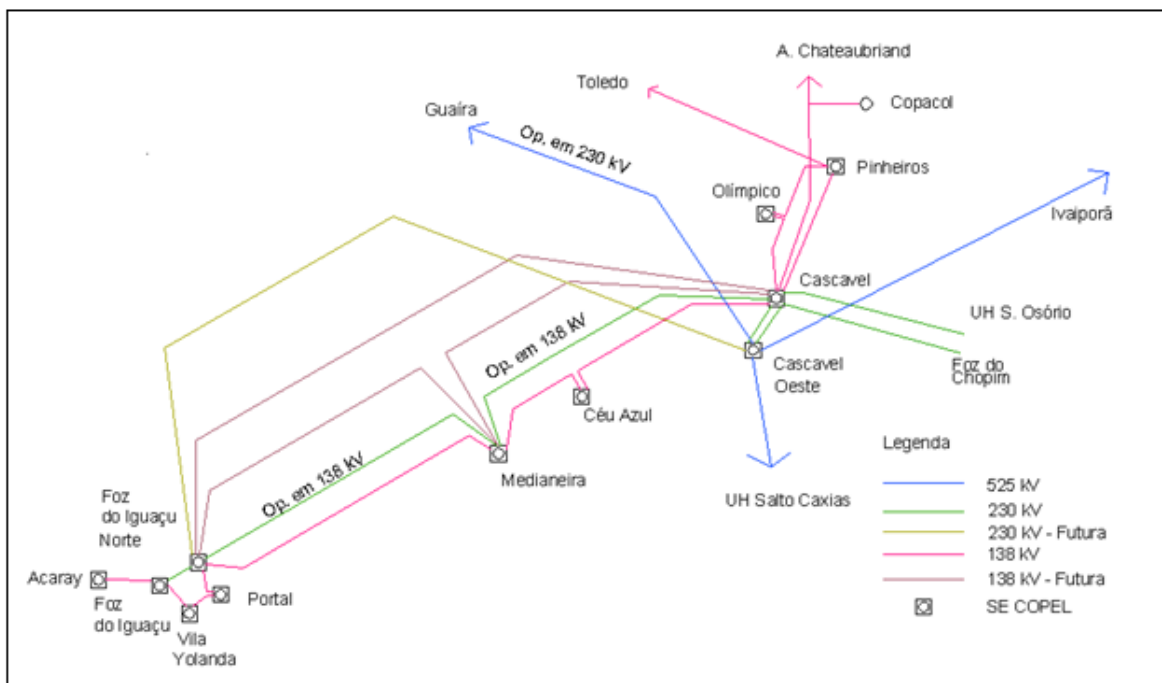 A. Chateaubriand
Toledo
Copacol
Guaíra
Op. em 230 kV
Pinheiros
Olímpico
Ivaiporã
Cascavel
UH S. Osório
Op. em 138 kV
Foz do
Chopim
Cascavel
Oeste
Céu Azul
Legenda
Medianeira
525 kV
UH Salto Caxias
230 kV
Op. em 138 kV
230 kV - Futura
138 kV
138 kV - Futura
SE COPEL
Foz
do Iguaçu
Norte
Acaray
Foz
do Iguaçu
Portal
Vila
Yolanda